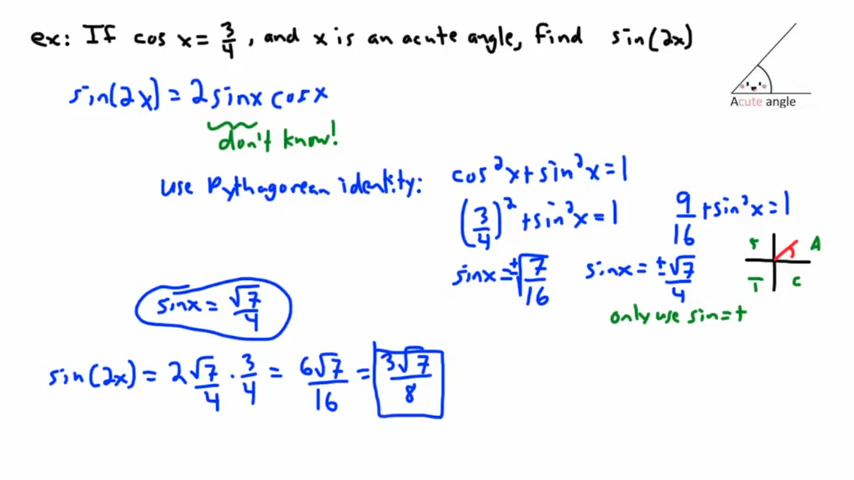 ex: If cos x = 3/4, and x is an acute angle, find sin(2x)
Acute angle
sin(2x) = 2 sinx cosx
don't know!
use Pythagorean identity: cos²x + sin²x = 1
(3/4)² + sin²x = 1
9/16 + sin²x = 1
sinx = ±√(7/16)
sinx = ±√7/4
S A
T C
only use sin = +
sinx = √7/4
sin(2x) = 2 √7/4 · 3/4 = 6√7/16 = 3√7/8